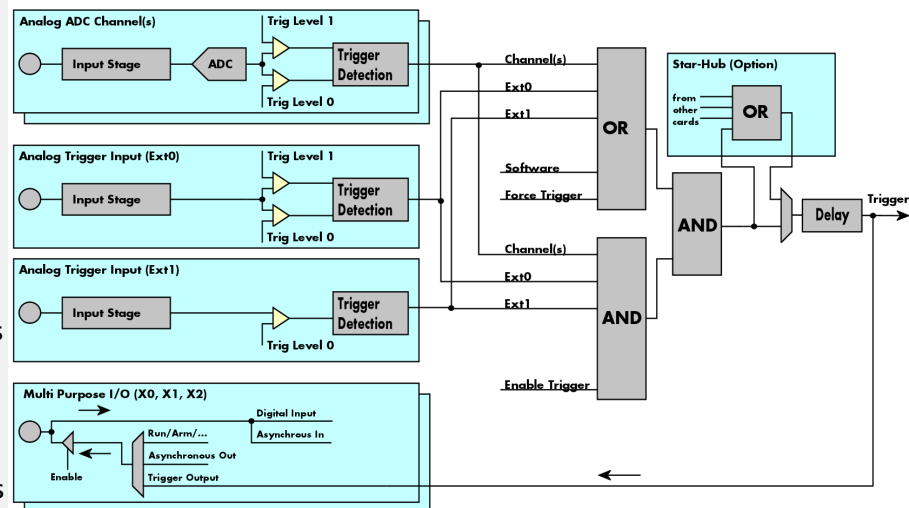 Analog ADC Channel(s)
Trig Level 1
Input Stage
ADC
Trigger
Detection
Trig Level 0
Analog Trigger Input (Ext0)
Trig Level 1
Input Stage
Trigger
Detection
Trig Level 0
Analog Trigger Input (Ext1)
Input Stage
Trigger
Detection
Trig Level 0
Multi Purpose I/O (X0, X1, X2)
Digital Input
Run/Arm/...
Asynchrous In
Asynchronous Out
Enable
Trigger Output
Channel(s)
Ext0
Ext1
OR
Software
Force Trigger
Channel(s)
Ext0
Ext1
AND
Enable Trigger
AND
Star-Hub (Option)
from
other
cards
OR
Delay
Trigger